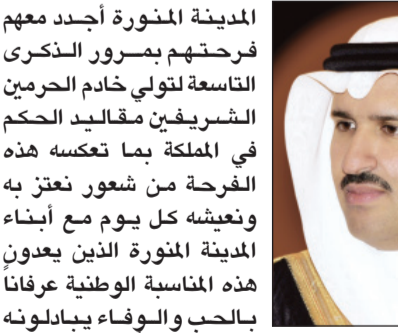 المدينة المنورة أجدد معهم
فرحتهم بمرور الذكرى
التاسعة لتولي خادم الحرمين
الشريفين مقاليد الحكم
في المملكة بما تعكسه هذه
الفرحة من شعور نعتز به
ونعيشه كل يوم مع أبناء
المدينة المنورة الذين يعدون
هذه المناسبة الوطنية عرفاناً
بالحب والوفاء يبادلونه